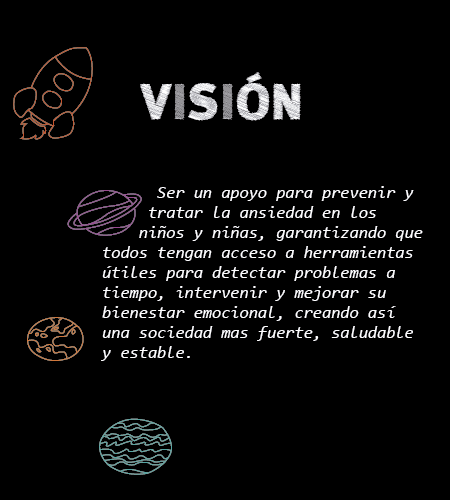 VISIÓN
Ser un apoyo para prevenir y
tratar la ansiedad en los
niños y niñas, garantizando que
todos tengan acceso a herramientas
útiles para detectar problemas a
tiempo, intervenir y mejorar su
bienestar emocional, creando así
una sociedad mas fuerte, saludable
y estable.